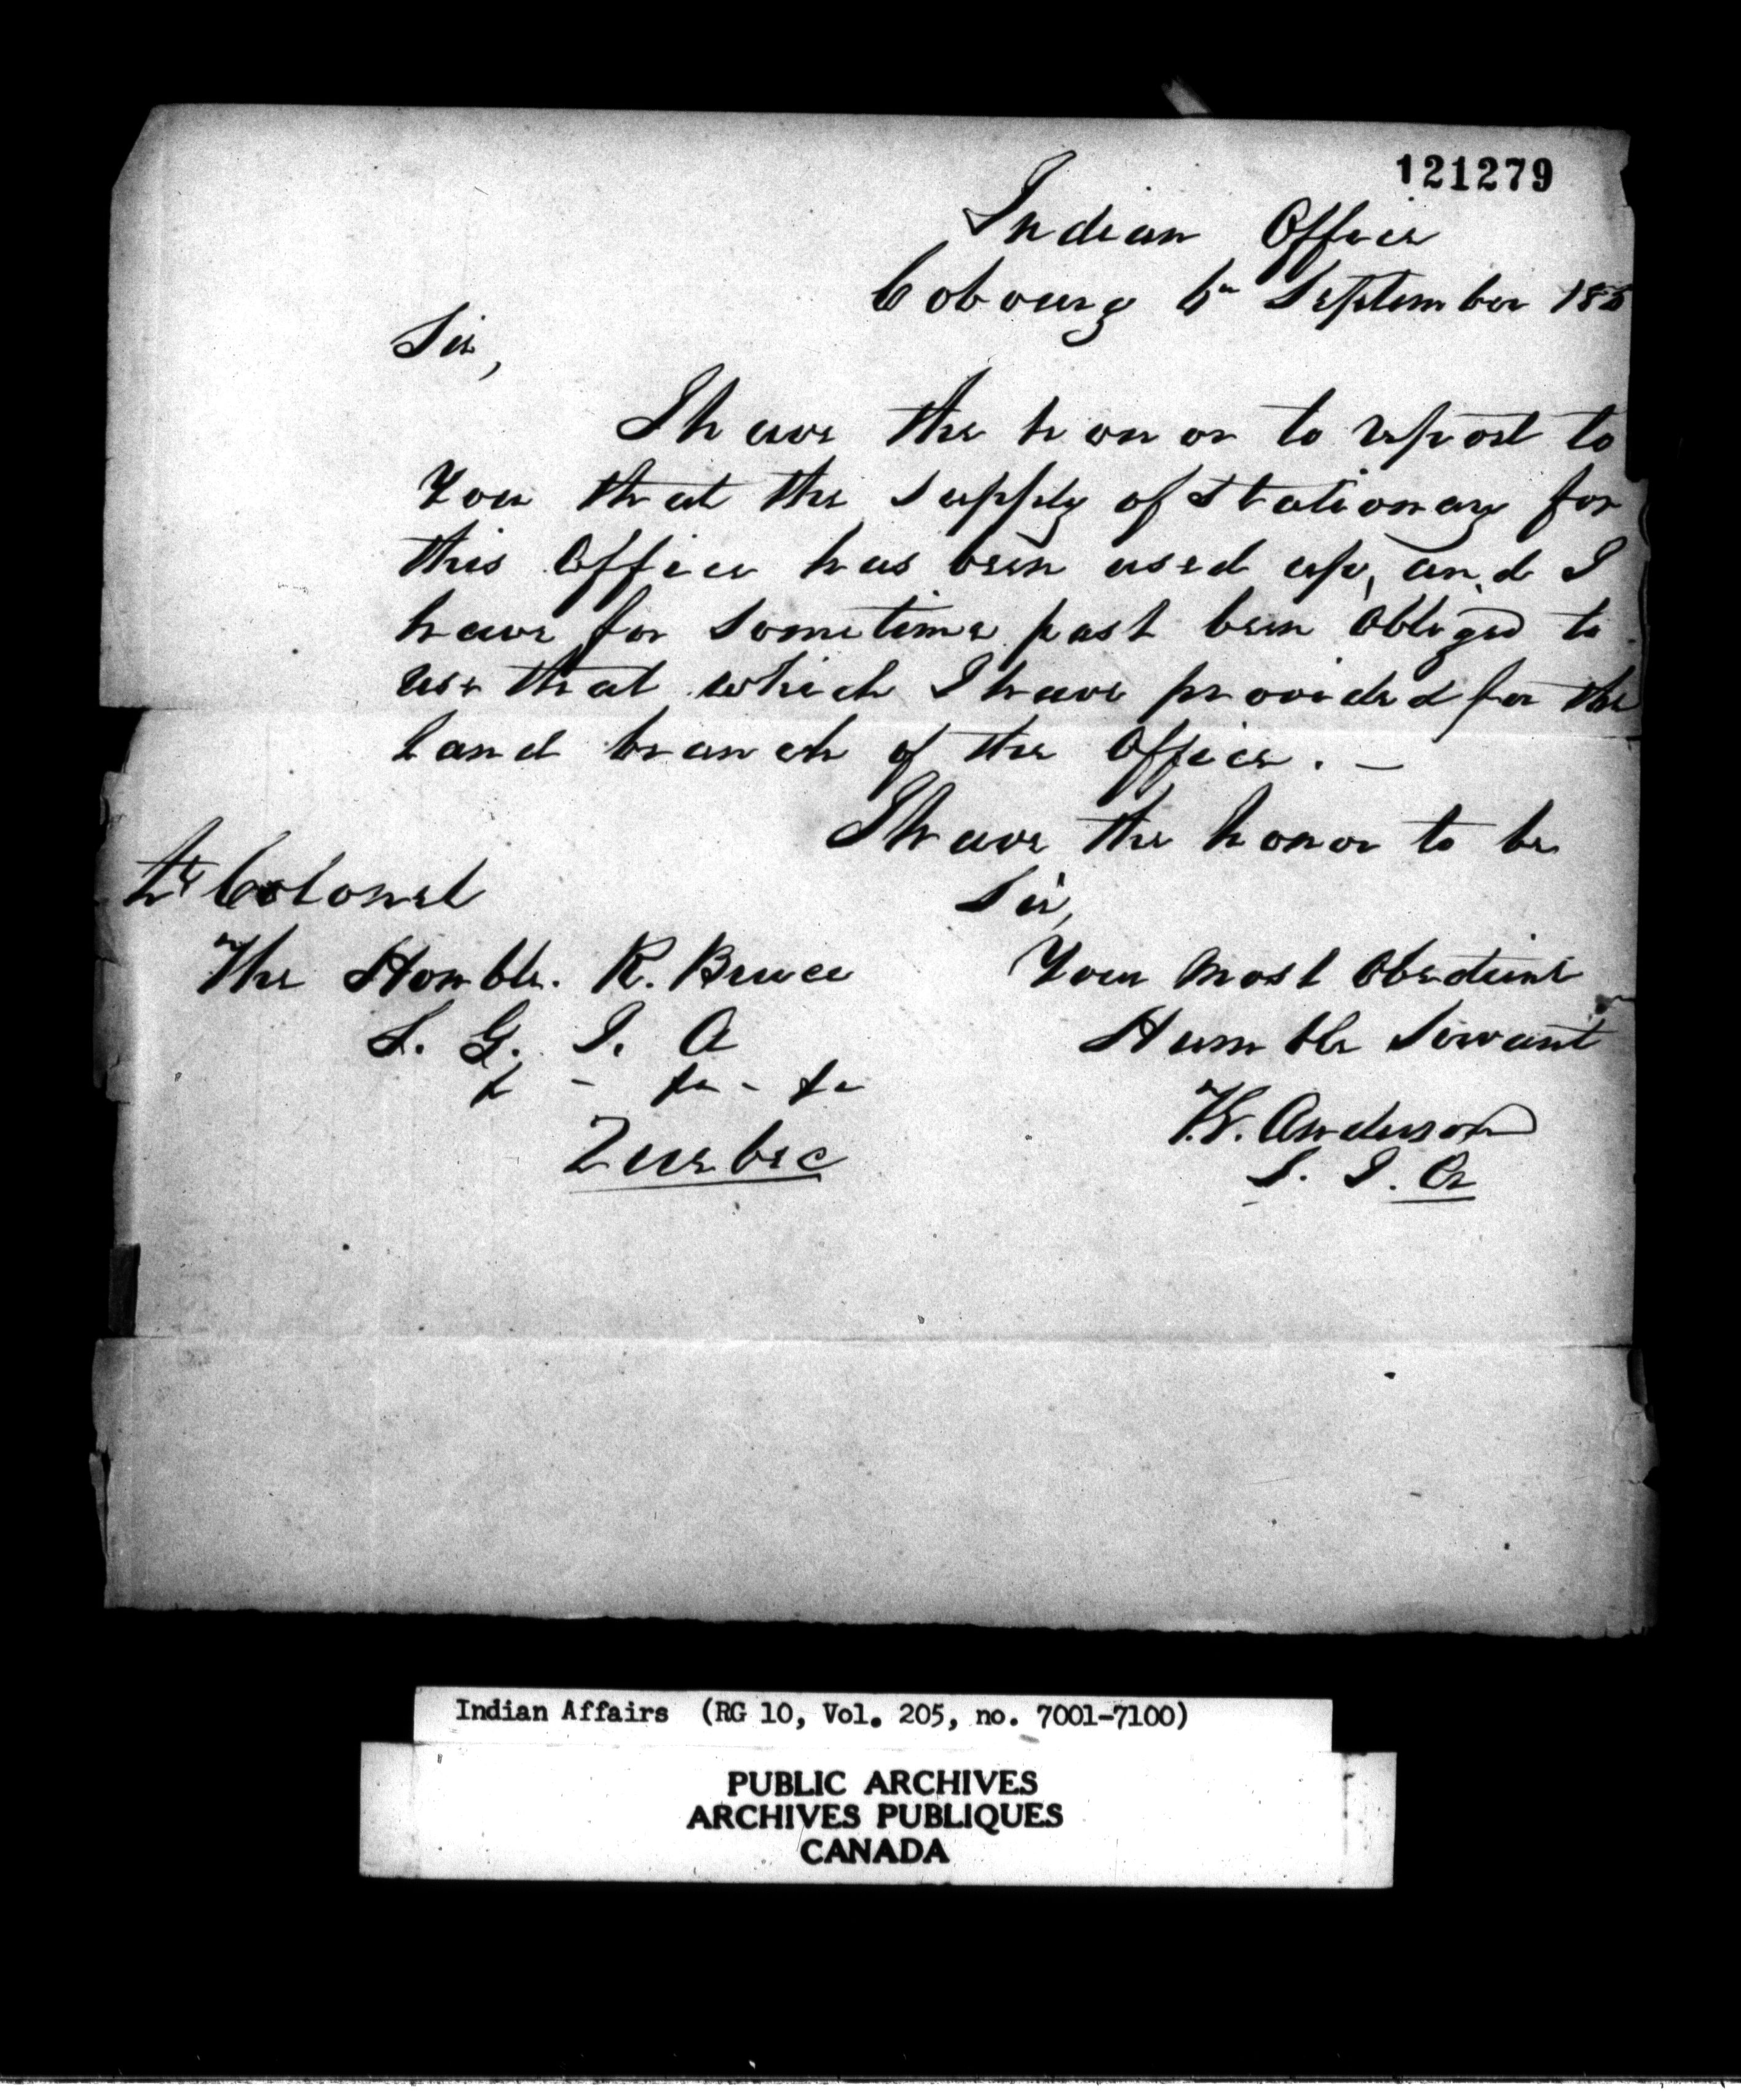 121279
Indian Office
Cobourg 6th September 185
Sir,
I have the honor to report to
You that the supply of Stationary for
this Office has been used up, and I
have for sometime past been Obliged to
use that which I have provided for the
Land branch of the Office. —
I have the honor to be
Sir,
Lt Colonel
The Honble. R. Bruce
S. G. I. A
& - &c - &c
Quebec
Your Most Obedient
Humble Servant
T.G. Anderson
S. I. A
Indian Affairs (RG 10, Vol. 205, no. 7001-7100)
PUBLIC ARCHIVES
ARCHIVES PUBLIQUES
CANADA